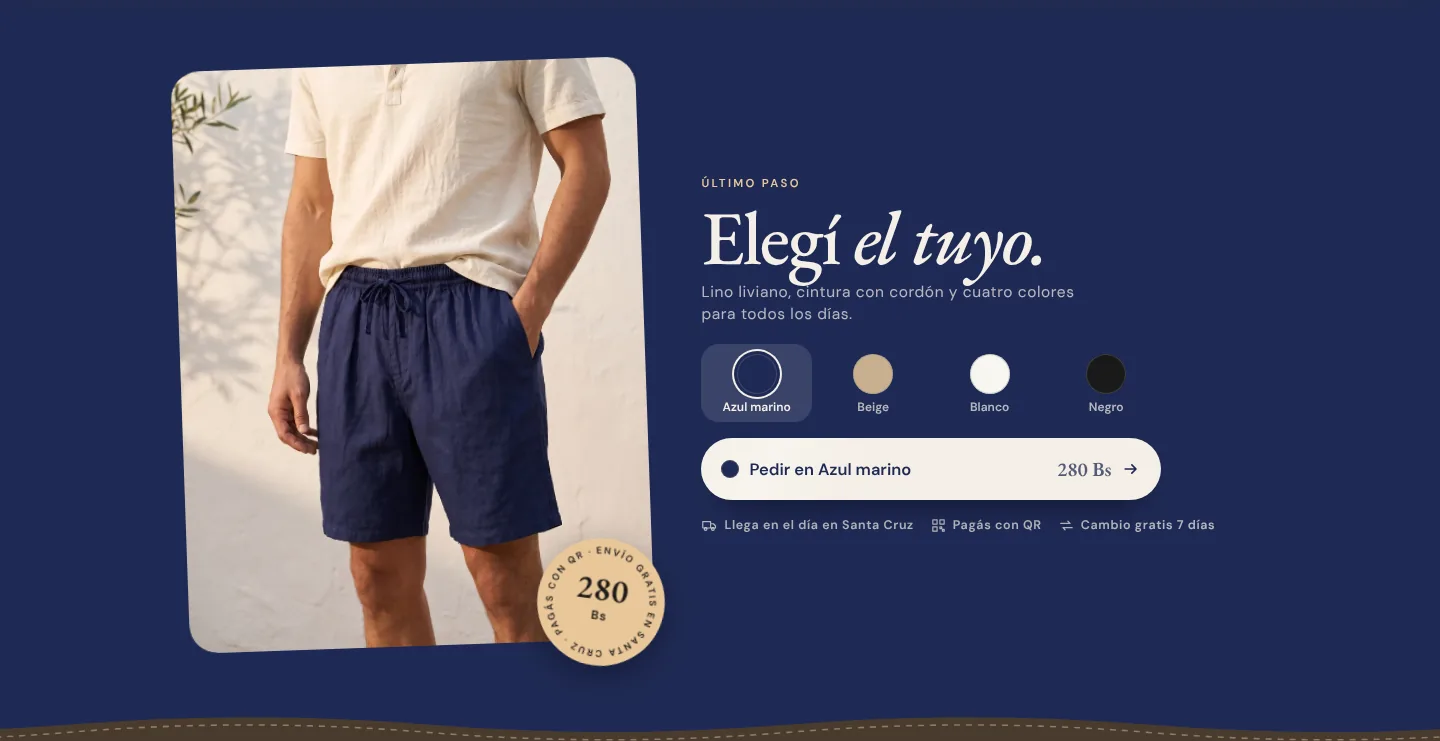 ÚLTIMO PASO
Elegí el tuyo.
Lino liviano, cintura con cordón y cuatro colores
para todos los días.
Azul marino
Beige
Blanco
Negro
Pedir en Azul marino
280 Bs
Llega en el día en Santa Cruz
Pagás con QR
Cambio gratis 7 días
280
Bs
ENVÍO GRATIS EN SANTA CRUZ · PAGÁS CON QR ·